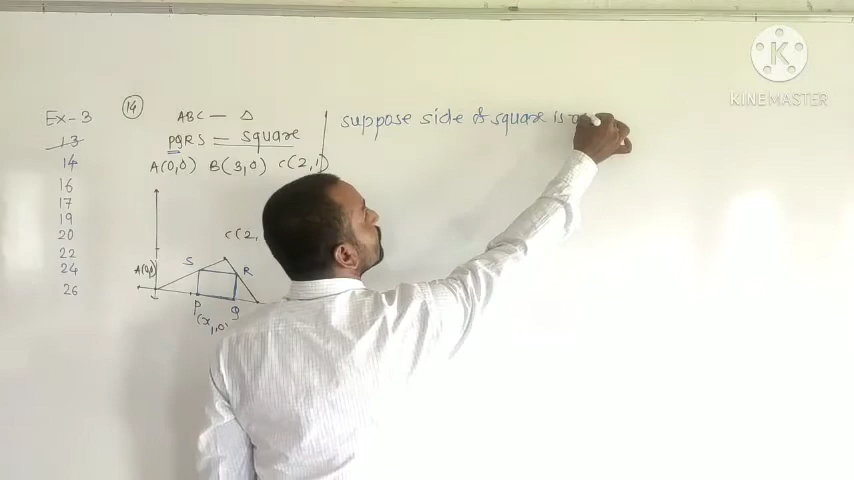 Ex-3
13
14
16
17
19
20
22
24
26
14
ABC — Δ
PQRS = square
A(0,0) B(3,0) C(2,1)
C(2,
S
R
A(0,0)
P
Q
(x,,0)
suppose side of square is
K
KINEMASTER